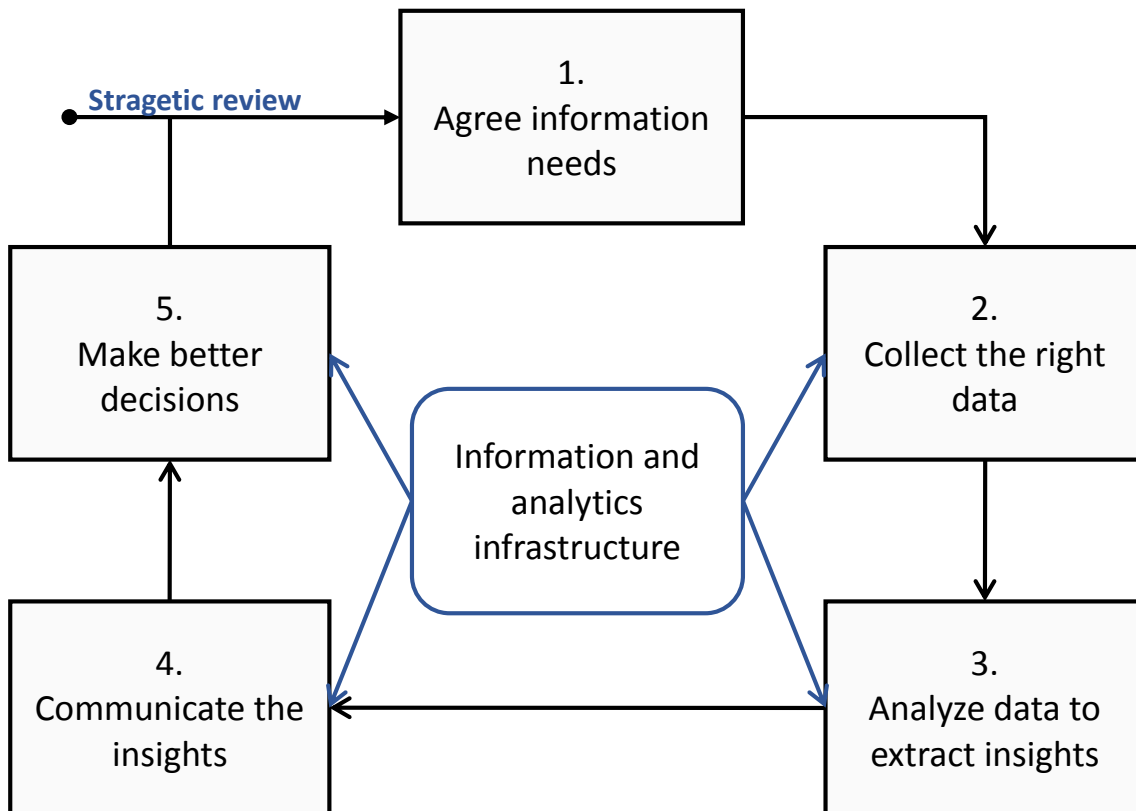 Stragetic review
1.
Agree information
needs
2.
Collect the right
data
3.
Analyze data to
extract insights
4.
Communicate the
insights
5.
Make better
decisions
Information and
analytics
infrastructure